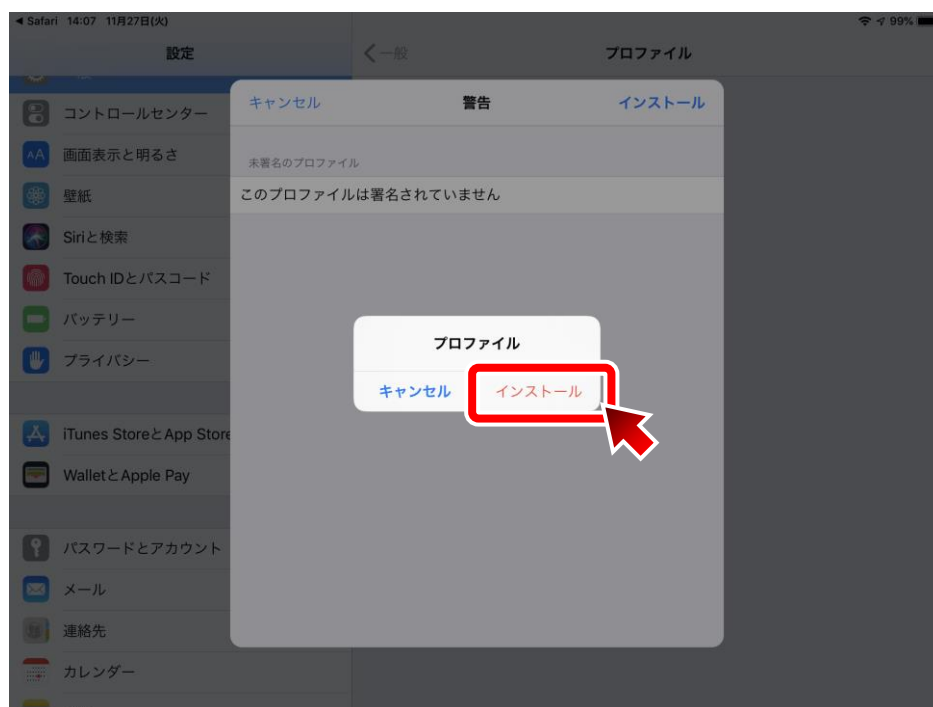 ◀ Safari 14:07 11月27日(火) 99%
設定
く一般 プロファイル
コントロールセンター
AA 画面表示と明るさ
壁紙
Siriと検索
Touch IDとパスコード
バッテリー
プライバシー
iTunes StoreとApp Store
WalletとApple Pay
パスワードとアカウント
メール
連絡先
カレンダー
キャンセル 警告 インストール
未署名のプロファイル
このプロファイルは署名されていません
プロファイル
キャンセル インストール